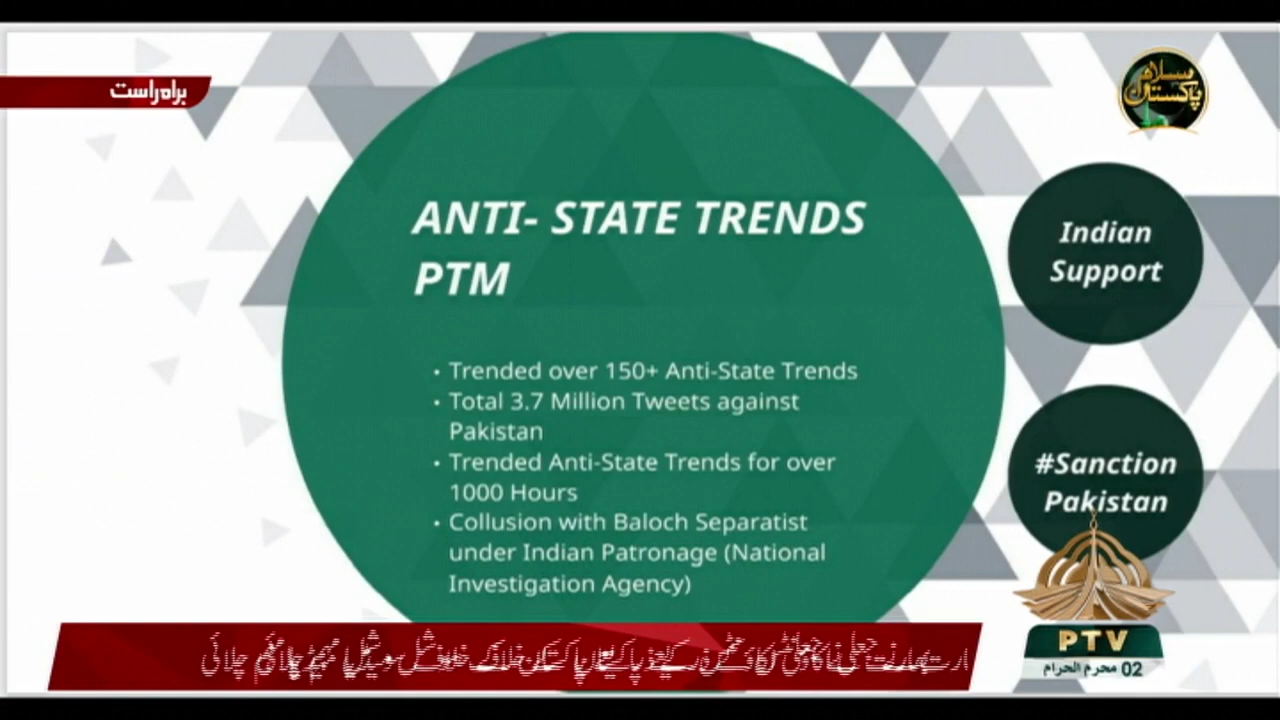 براہ راست
سلام
پاکستان
ANTI- STATE TRENDS
PTM
• Trended over 150+ Anti-State Trends
• Total 3.7 Million Tweets against
Pakistan
• Trended Anti-State Trends for over
1000 Hours
• Collusion with Baloch Separatist
under Indian Patronage (National
Investigation Agency)
Indian
Support
#Sanction
Pakistan
PTV
02 محرم الحرام